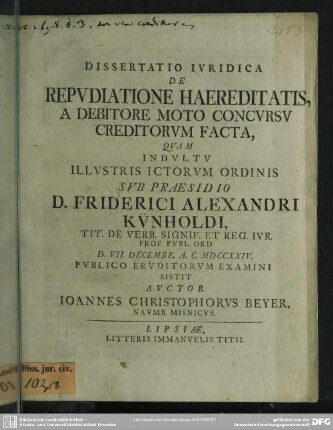 DISSERTATIO IVRIDICA
DE
REPVDIATIONE HAEREDITATIS,
A DEBITORE MOTO CONCVRSV
CREDITORVM FACTA,
QVAM
INDVLTV
ILLVSTRIS ICTORVM ORDINIS
SVB PRAESIDIO
D. FRIDERICI ALEXANDRI
KÜNHOLDI,
TIT. DE VERB. SIGNIF. ET REG. IVR.
PROF. PVBL. ORD.
D. VII. DECEMBR. A. C. MDCCXXIV.
PVBLICO ERVDITORVM EXAMINI
SISTIT
AVCTOR
IOANNES CHRISTOPHORVS BEYER,
NAVMB. MISNICVS.
LIPSIAE,
LITTERIS IMMANVELIS TITII.
Diss. jur. civ.
Sächsische Landesbibliothek -
Staats- und Universitätsbibliothek Dresden
gefördert von der
Deutschen Forschungsgemeinschaft